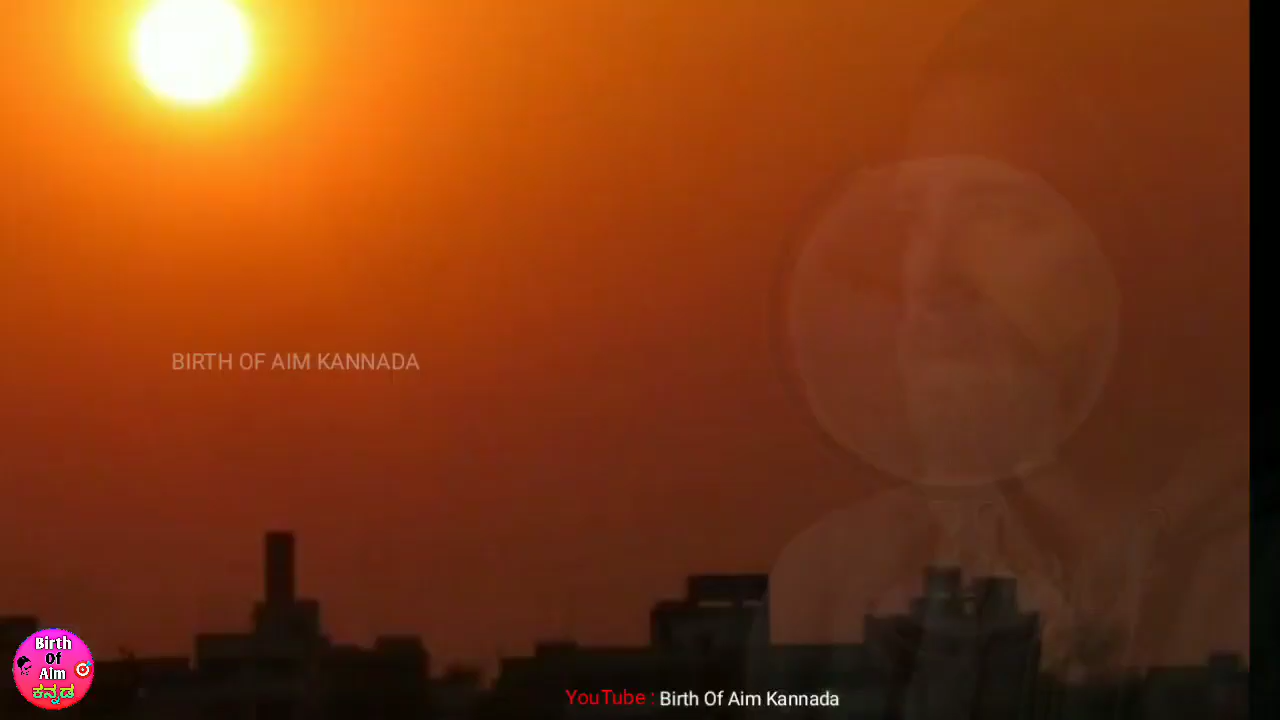 BIRTH OF AIM KANNADA
Birth
Of
Aim
ಕನ್ನಡ
YouTube : Birth Of Aim Kannada